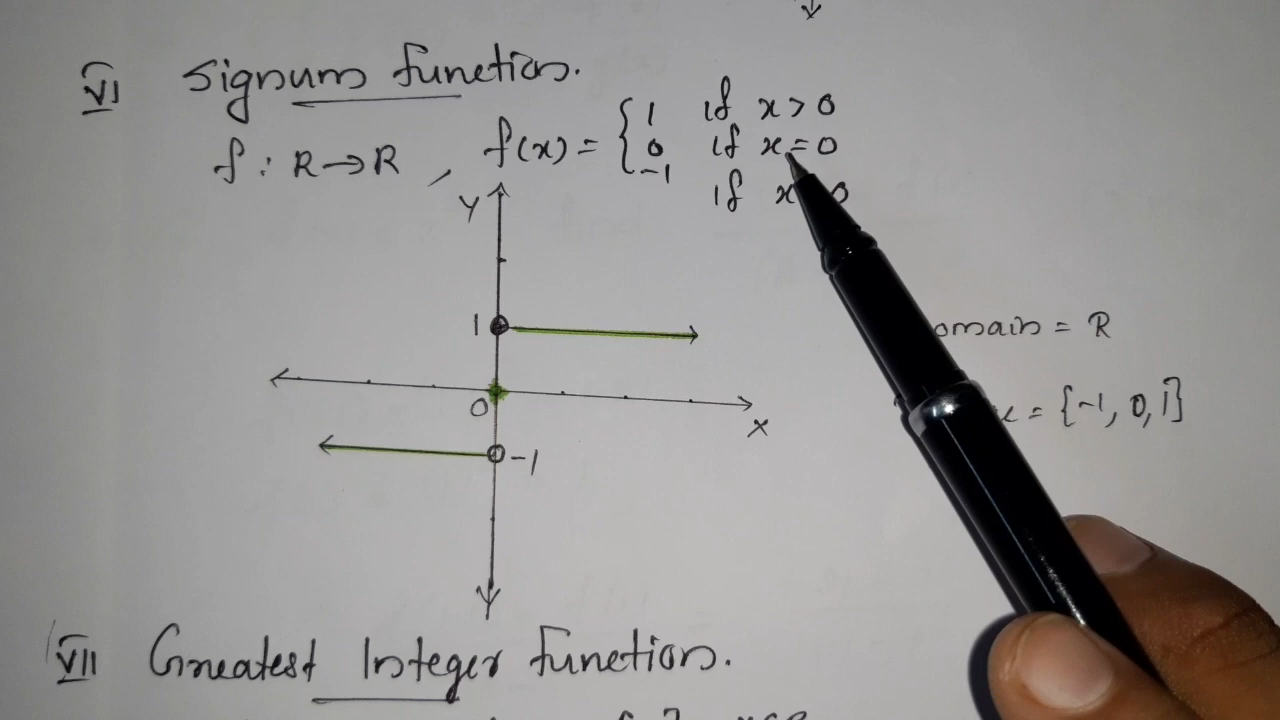 VI Signum function.
f : R → R , f(x) = { 1 if x > 0
0 if x = 0
-1 if x 0
Y
1
0
X
-1
omain = R
= {-1, 0, 1}
VII Greatest Integer function.